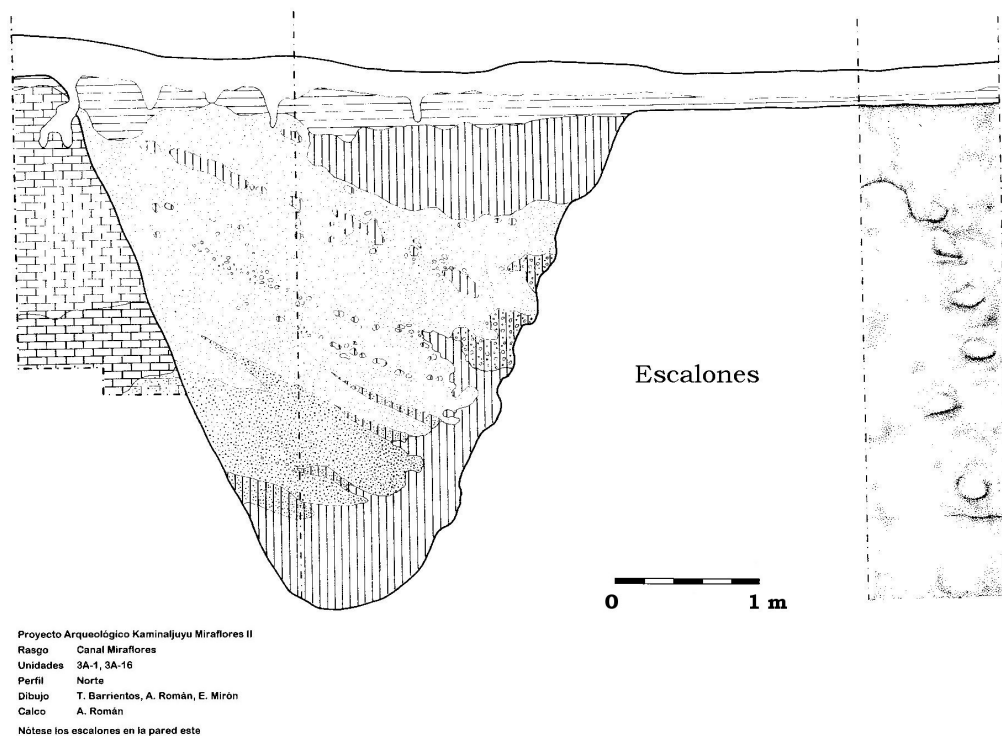 Escalones
0 1 m
Proyecto Arqueológico Kaminaljuyu Miraflores II
Rasgo Canal Miraflores
Unidades 3A-1, 3A-16
Perfil Norte
Dibujo T. Barrientos, A. Román, E. Mirón
Calco A. Román
Nótese los escalones en la pared este